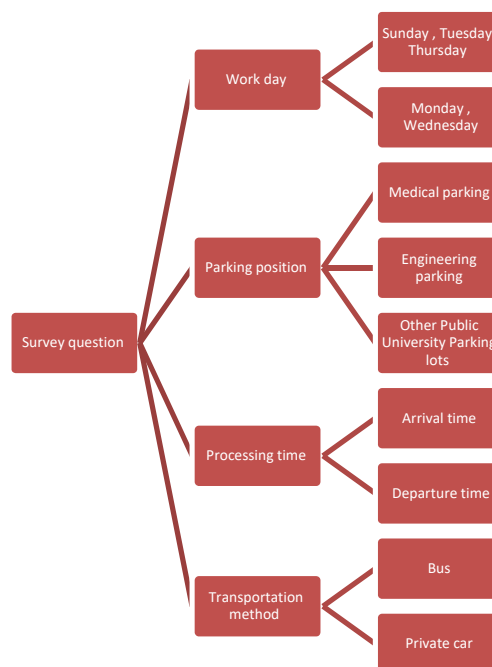 Sunday , Tuesday
Thursday
Work day
Monday ,
Wednesday
Medical parking
Parking position
Engineering
parking
Other Public
University Parking
lots
Survey question
Arrival time
Processing time
Departure time
Bus
Transportation
method
Private car